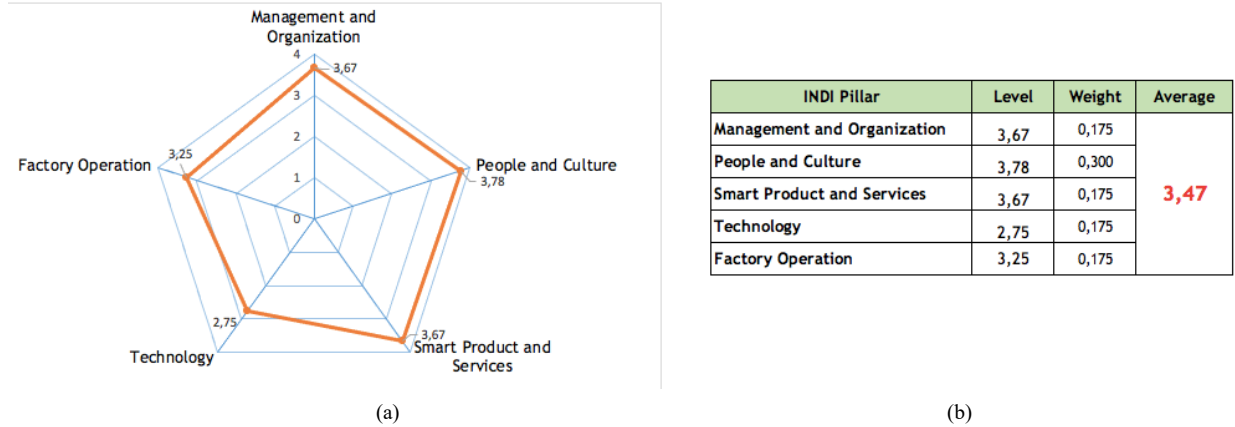 Management and
Organization
4
3,67
3
2
1
0
3,25
Factory Operation
People and Culture
3,78
2,75
Technology
3,67
Smart Product and
Services
(a)
INDI Pillar Level Weight Average
Management and Organization 3,67 0,175
People and Culture 3,78 0,300
Smart Product and Services 3,67 0,175 3,47
Technology 2,75 0,175
Factory Operation 3,25 0,175
(b)